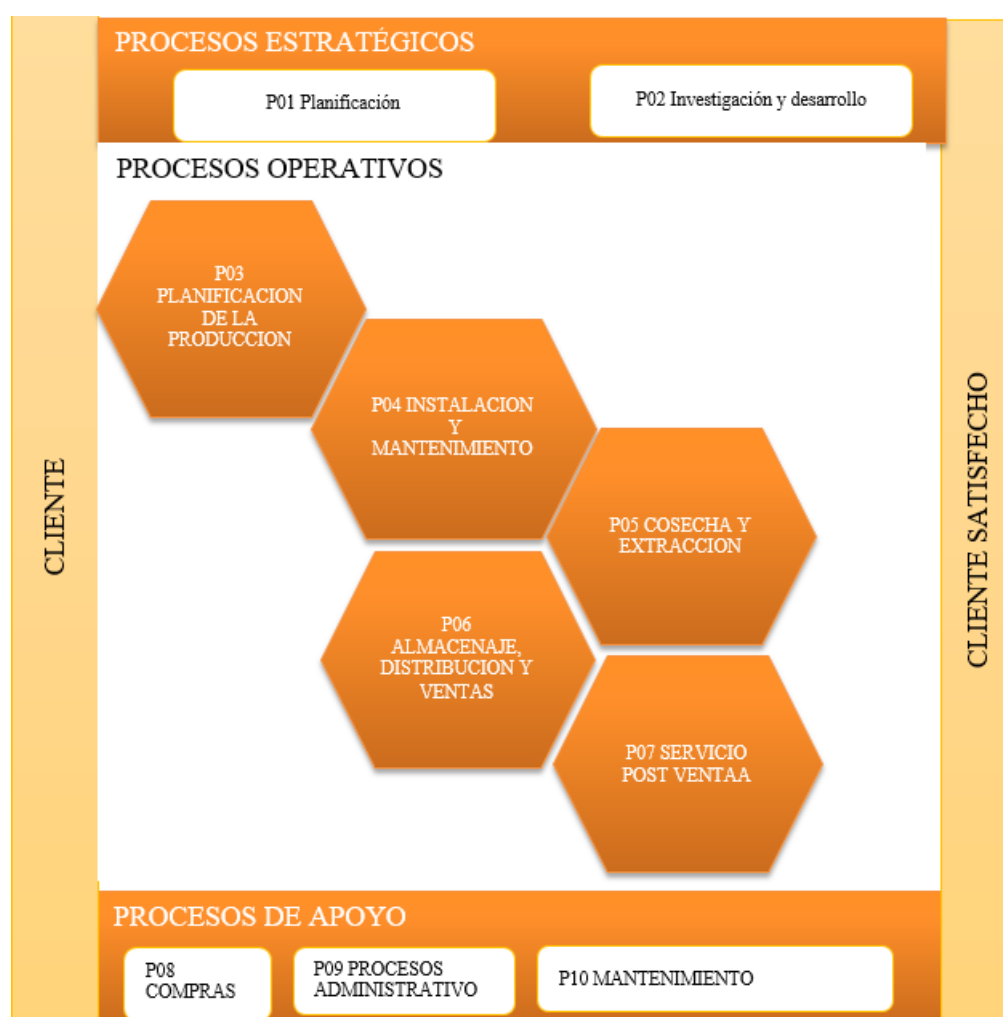 PROCESOS ESTRATÉGICOS
P01 Planificación
P02 Investigación y desarrollo
PROCESOS OPERATIVOS
P03
PLANIFICACION
DE LA
PRODUCCION
P04 INSTALACION
Y
MANTENIMIENTO
P05 COSECHA Y
EXTRACCION
P06
ALMACENAJE,
DISTRIBUCION Y
VENTAS
P07 SERVICIO
POST VENTAA
CLIENTE
CLIENTE SATISFECHO
PROCESOS DE APOYO
P08
COMPRAS
P09 PROCESOS
ADMINISTRATIVO
P10 MANTENIMIENTO